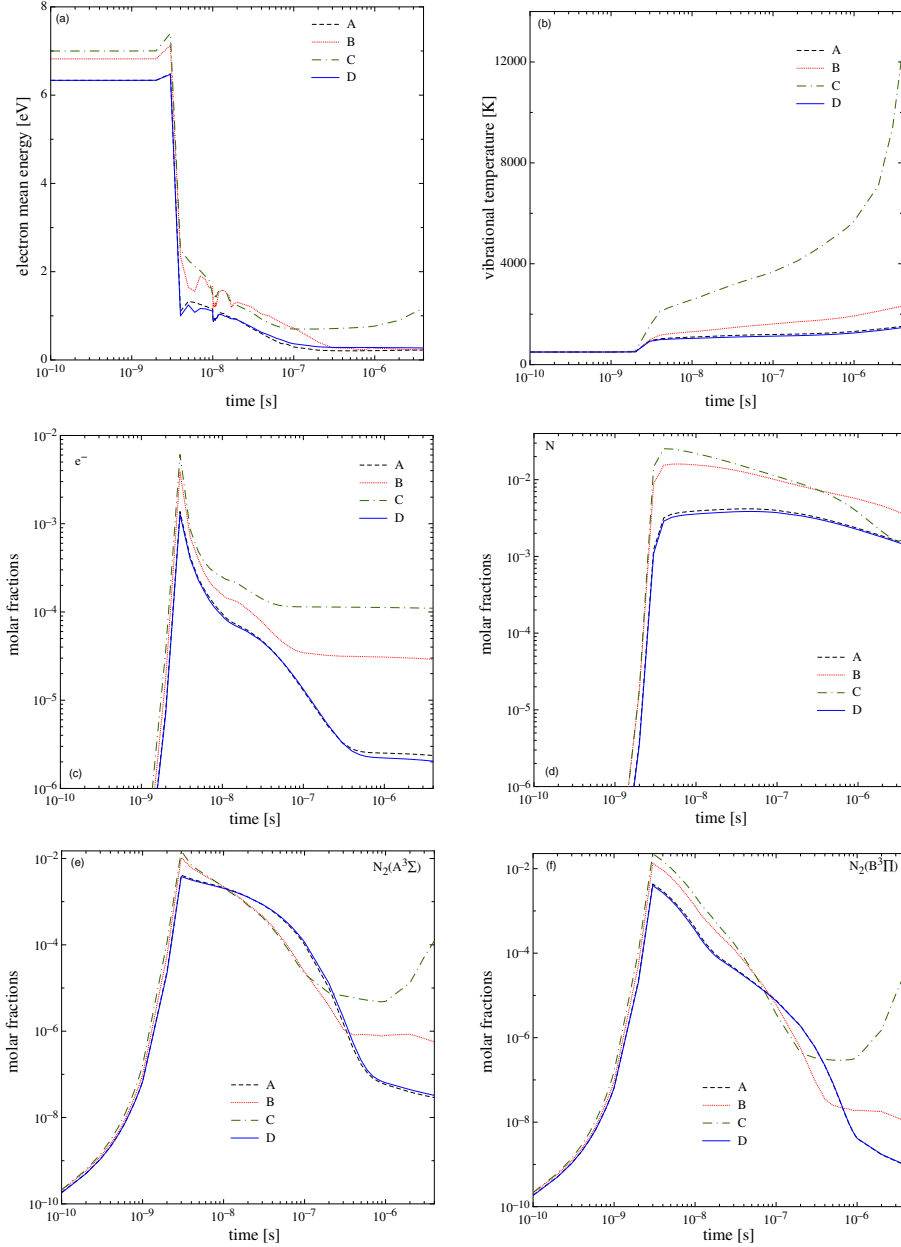 (a)
A
B
C
D
8
6
4
2
0
electron mean energy [eV]
10−10 10−9 10−8 10−7 10−6
time [s]
(b)
A
B
C
D
12000
8000
4000
0
vibrational temperature [K]
10−10 10−9 10−8 10−7 10−6
time [s]
e−
A
B
C
D
10−2
10−3
10−4
10−5
10−6
molar fractions
(c)
10−10 10−9 10−8 10−7 10−6
time [s]
N
10−2
10−3
10−4
10−5
10−6
molar fractions
A
B
C
D
(d)
10−10 10−9 10−8 10−7 10−6
time [s]
(e)
N2(A3Σ)
10−2
10−4
10−6
10−8
10−10
molar fractions
A
B
C
D
10−10 10−9 10−8 10−7 10−6
time [s]
(f)
N2(B3Π)
10−2
10−4
10−6
10−8
10−10
molar fractions
A
B
C
D
10−10 10−9 10−8 10−7 10−6
time [s]